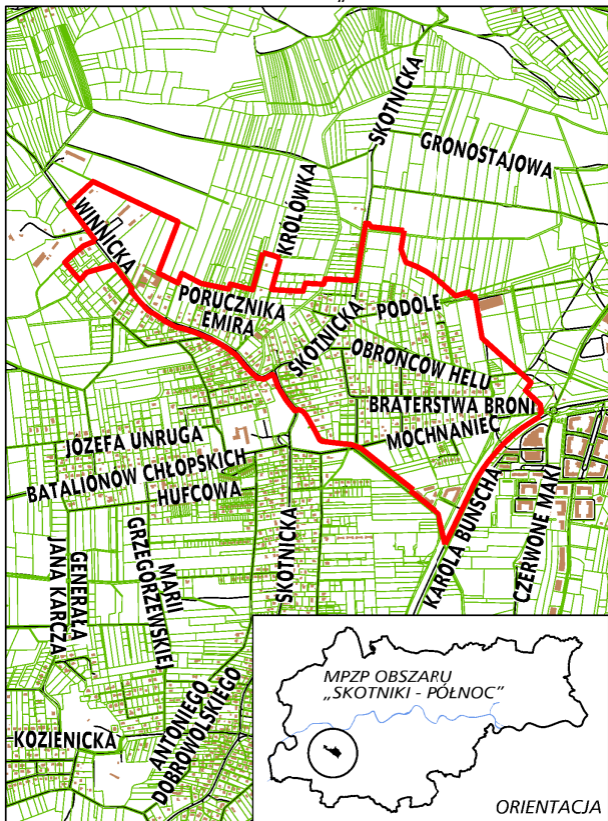 SKOTNICKA
GRONOSTAJOWA
KRÓLÓWKA
WINNICKA
PORUCZNIKA
EMIRA
PODOLE
SKOTNICKA
OBROŃCÓW HELU
BRATERSTWA BRONI
MOCHNANIEC
JÓZEFA UNRUGA
BATALIONÓW CHŁOPSKICH
HUFCOWA
KAROLA BUNSCHA
CZERWONE MAKI
SKOTNICKA
MARII
GRZEGORZEWSKIEJ
GENERAŁA
JANA KARCZA
ANTONIEGO
DOBROWOLSKIEGO
KOZIENICKA
MPZP OBSZARU
„SKOTNIKI - PÓŁNOC”
ORIENTACJA